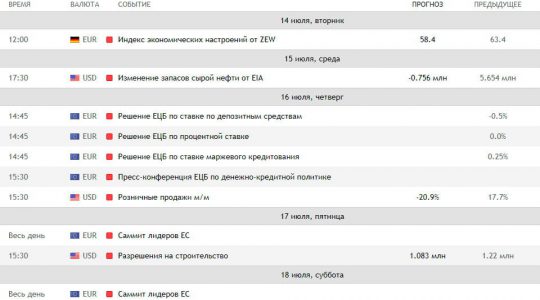 ВРЕМЯ ВАЛЮТА СОБЫТИЕ ПРОГНОЗ ПРЕДЫДУЩЕЕ
14 июля, вторник
12:00 EUR Индекс экономических настроений от ZEW 58.4 63.4
15 июля, среда
17:30 USD Изменение запасов сырой нефти от EIA -0.756 млн 5.654 млн
16 июля, четверг
14:45 EUR Решение ЕЦБ по ставке по депозитным средствам -0.5%
14:45 EUR Решение ЕЦБ по процентной ставке 0.0%
14:45 EUR Решение ЕЦБ по ставке маржевого кредитования 0.25%
15:30 EUR Пресс-конференция ЕЦБ по денежно-кредитной политике
15:30 USD Розничные продажи м/м -20.9% 17.7%
17 июля, пятница
Весь день EUR Саммит лидеров ЕС
15:30 USD Разрешения на строительство 1.083 млн 1.22 млн
18 июля, суббота
Весь день EUR Саммит лидеров ЕС